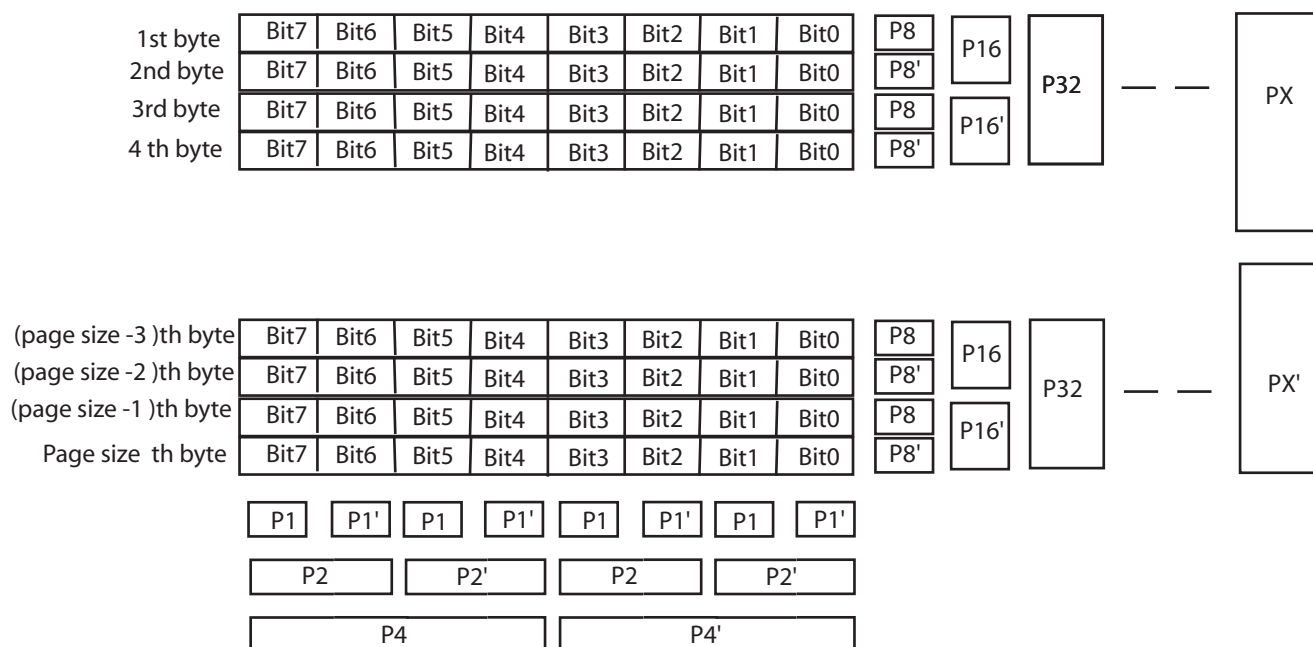 1st byte Bit7 Bit6 Bit5 Bit4 Bit3 Bit2 Bit1 Bit0 P8 P16 P32 PX
2nd byte Bit7 Bit6 Bit5 Bit4 Bit3 Bit2 Bit1 Bit0 P8'
3rd byte Bit7 Bit6 Bit5 Bit4 Bit3 Bit2 Bit1 Bit0 P8 P16'
4 th byte Bit7 Bit6 Bit5 Bit4 Bit3 Bit2 Bit1 Bit0 P8'
(page size -3 )th byte Bit7 Bit6 Bit5 Bit4 Bit3 Bit2 Bit1 Bit0 P8 P16 P32 PX'
(page size -2 )th byte Bit7 Bit6 Bit5 Bit4 Bit3 Bit2 Bit1 Bit0 P8'
(page size -1 )th byte Bit7 Bit6 Bit5 Bit4 Bit3 Bit2 Bit1 Bit0 P8 P16'
Page size th byte Bit7 Bit6 Bit5 Bit4 Bit3 Bit2 Bit1 Bit0 P8'
P1 P1' P1 P1' P1 P1' P1 P1'
P2 P2' P2 P2'
P4 P4'